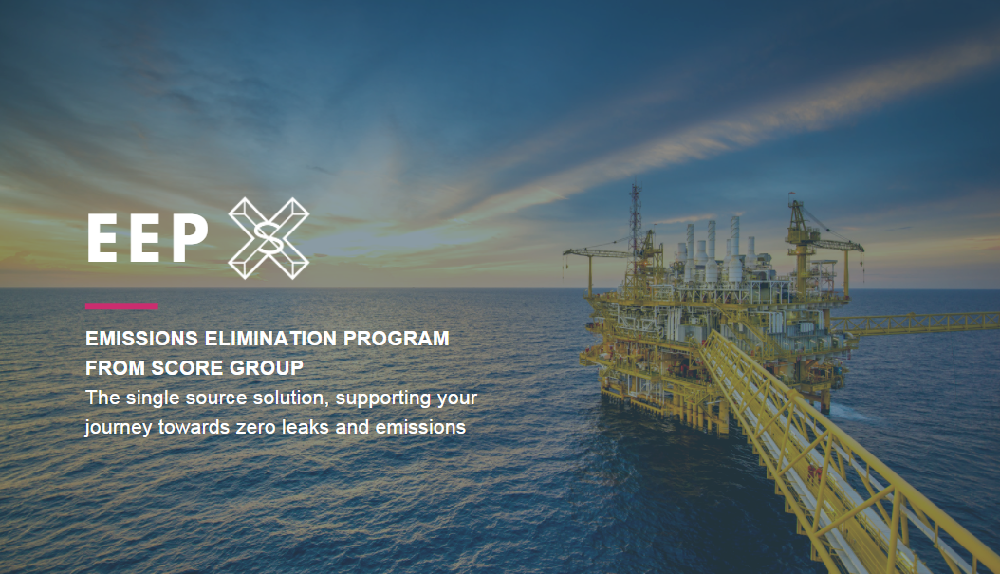 EEP S
EMISSIONS ELIMINATION PROGRAM
FROM SCORE GROUP
The single source solution, supporting your
journey towards zero leaks and emissions